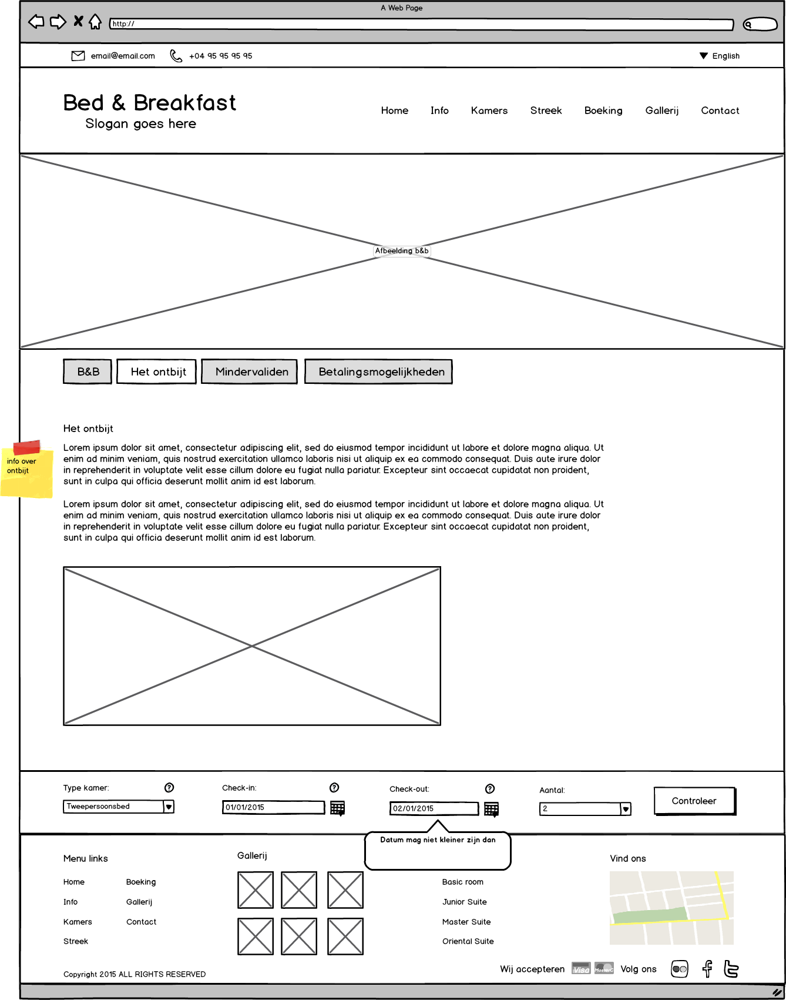 A Web Page
http://
email@email.com
+04 95 95 95 95
English
Bed & Breakfast
Slogan goes here
Home
Info
Kamers
Streek
Boeking
Gallerij
Contact
Afbeelding b&b
B&B
Het ontbijt
Mindervaliden
Betalingsmogelijkheden
info over
ontbijt
Het ontbijt
Lorem ipsum dolor sit amet, consectetur adipiscing elit, sed do eiusmod tempor incididunt ut labore et dolore magna aliqua. Ut
enim ad minim veniam, quis nostrud exercitation ullamco laboris nisi ut aliquip ex ea commodo consequat. Duis aute irure dolor
in reprehenderit in voluptate velit esse cillum dolore eu fugiat nulla pariatur. Excepteur sint occaecat cupidatat non proident,
sunt in culpa qui officia deserunt mollit anim id est laborum.
Lorem ipsum dolor sit amet, consectetur adipiscing elit, sed do eiusmod tempor incididunt ut labore et dolore magna aliqua. Ut
enim ad minim veniam, quis nostrud exercitation ullamco laboris nisi ut aliquip ex ea commodo consequat. Duis aute irure dolor
in reprehenderit in voluptate velit esse cillum dolore eu fugiat nulla pariatur. Excepteur sint occaecat cupidatat non proident,
sunt in culpa qui officia deserunt mollit anim id est laborum.
Type kamer:
?
Tweepersoonsbed
Check-in:
?
01/01/2015
Check-out:
?
02/01/2015
Aantal:
2
Controleer
Datum mag niet kleiner zijn dan
Menu links
Home
Info
Kamers
Streek
Boeking
Gallerij
Contact
Gallerij
Basic room
Junior Suite
Master Suite
Oriental Suite
Vind ons
Copyright 2015 ALL RIGHTS RESERVED
Wij accepteren
Visa
MasterC
Volg ons